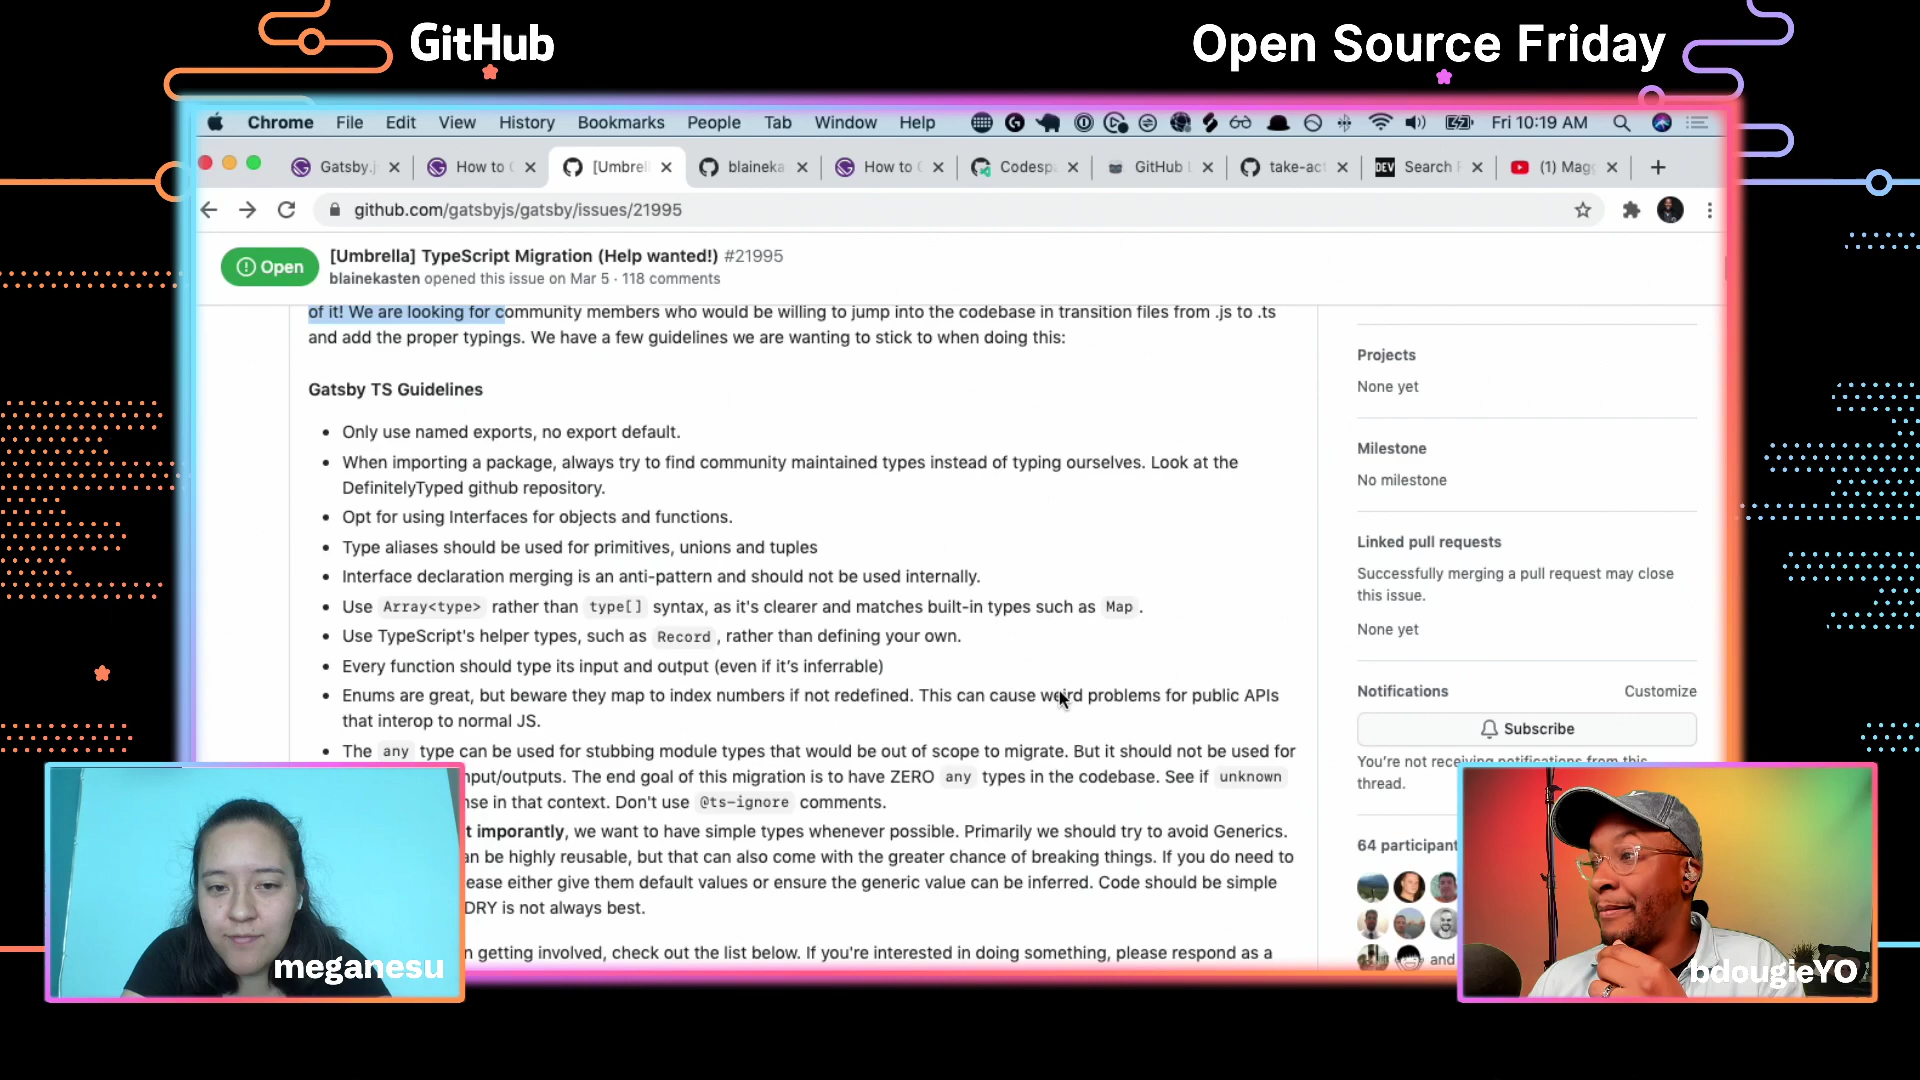 GitHub
Open Source Friday
Chrome File Edit View History Bookmarks People Tab Window Help Fri 10:19 AM
Gatsby.j How to [Umbrel blaineka How to Codesp GitHub take-act DEV Search (1) Mag
github.com/gatsbyjs/gatsby/issues/21995
Open
[Umbrella] TypeScript Migration (Help wanted!) #21995
blainekasten opened this issue on Mar 5 · 118 comments
of it! We are looking for community members who would be willing to jump into the codebase in transition files from .js to .ts
and add the proper typings. We have a few guidelines we are wanting to stick to when doing this:
Gatsby TS Guidelines
• Only use named exports, no export default.
• When importing a package, always try to find community maintained types instead of typing ourselves. Look at the
DefinitelyTyped github repository.
• Opt for using Interfaces for objects and functions.
• Type aliases should be used for primitives, unions and tuples
• Interface declaration merging is an anti-pattern and should not be used internally.
• Use Array<type> rather than type[] syntax, as it's clearer and matches built-in types such as Map .
• Use TypeScript's helper types, such as Record , rather than defining your own.
• Every function should type its input and output (even if it's inferrable)
• Enums are great, but beware they map to index numbers if not redefined. This can cause weird problems for public APIs
that interop to normal JS.
• The any type can be used for stubbing module types that would be out of scope to migrate. But it should not be used for
nput/outputs. The end goal of this migration is to have ZERO any types in the codebase. See if unknown
nse in that context. Don't use @ts-ignore comments.
t imporantly, we want to have simple types whenever possible. Primarily we should try to avoid Generics.
an be highly reusable, but that can also come with the greater chance of breaking things. If you do need to
ease either give them default values or ensure the generic value can be inferred. Code should be simple
DRY is not always best.
n getting involved, check out the list below. If you're interested in doing something, please respond as a
Projects
None yet
Milestone
No milestone
Linked pull requests
Successfully merging a pull request may close
this issue.
None yet
Notifications Customize
Subscribe
You're not receiving notifications from this
thread.
64 participant
and
meganesu
bdougieYO